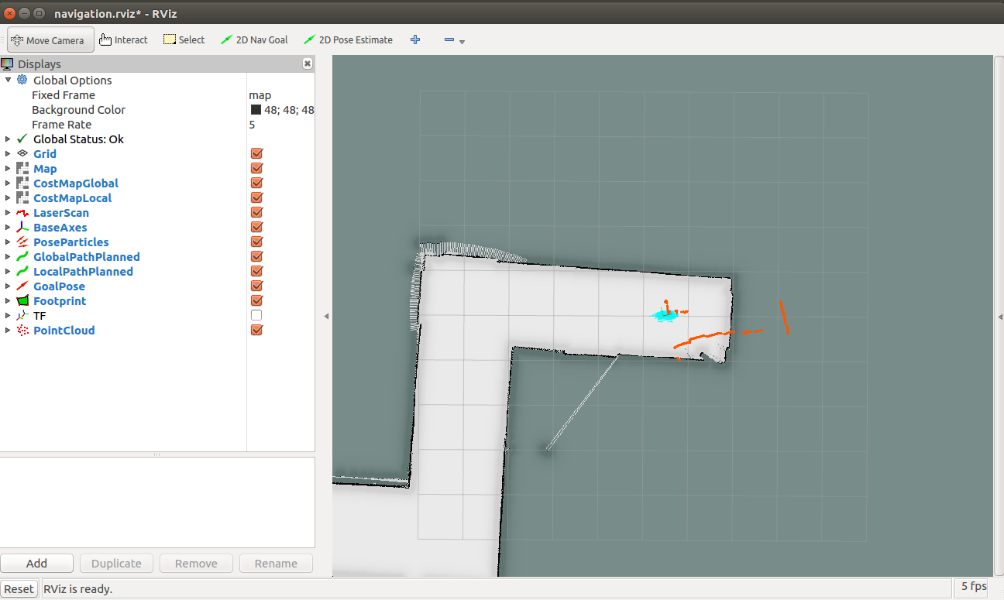 navigation.rviz* - RViz
Move Camera Interact Select 2D Nav Goal 2D Pose Estimate
Displays
Global Options
Fixed Frame map
Background Color 48; 48; 48
Frame Rate 5
Global Status: Ok
Grid
Map
CostMapGlobal
CostMapLocal
LaserScan
BaseAxes
PoseParticles
GlobalPathPlanned
LocalPathPlanned
GoalPose
Footprint
TF
PointCloud
Add Duplicate Remove Rename
Reset RViz is ready. 5 fps